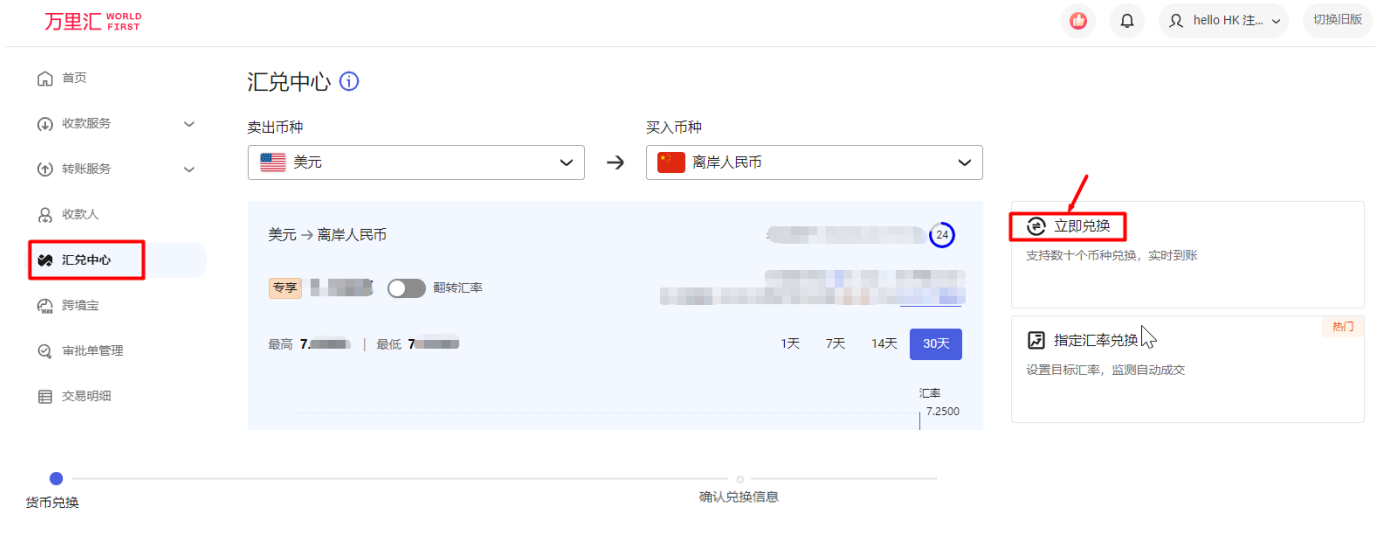 万里汇 WORLD FIRST
hello HK 注...
切换旧版
首页
收款服务
转账服务
收款人
汇兑中心
跨境宝
审批单管理
交易明细
汇兑中心
卖出币种
买入币种
美元
离岸人民币
美元 → 离岸人民币
24
专享
翻转汇率
最高 7. | 最低 7
1天 7天 14天 30天
汇率
7.2500
立即兑换
支持数十个币种兑换，实时到账
热门
指定汇率兑换
设置目标汇率，监测自动成交
货币兑换
确认兑换信息